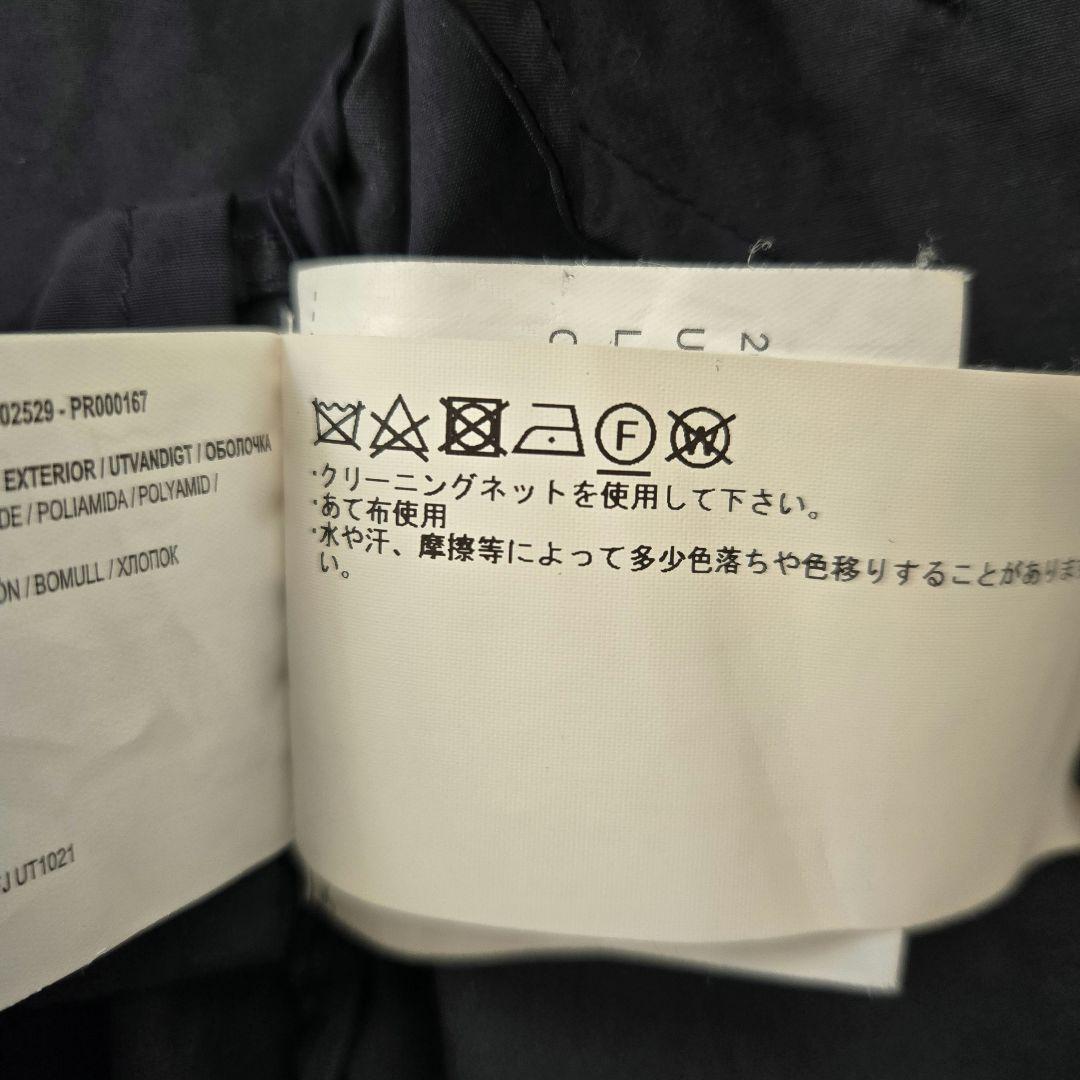 02529 - PR000167
EXTERIOR / UTVANDIGT / ОБОЛОЧКА
DE / POLIAMIDA / POLYAMID /
ÓN / BOMULL / ХЛОПОК
UT1021
2ULC
F
W
・クリーニングネットを使用して下さい。
・あて布使用
・水や汗、摩擦等によって多少色落ちや色移りすることがありま
い。